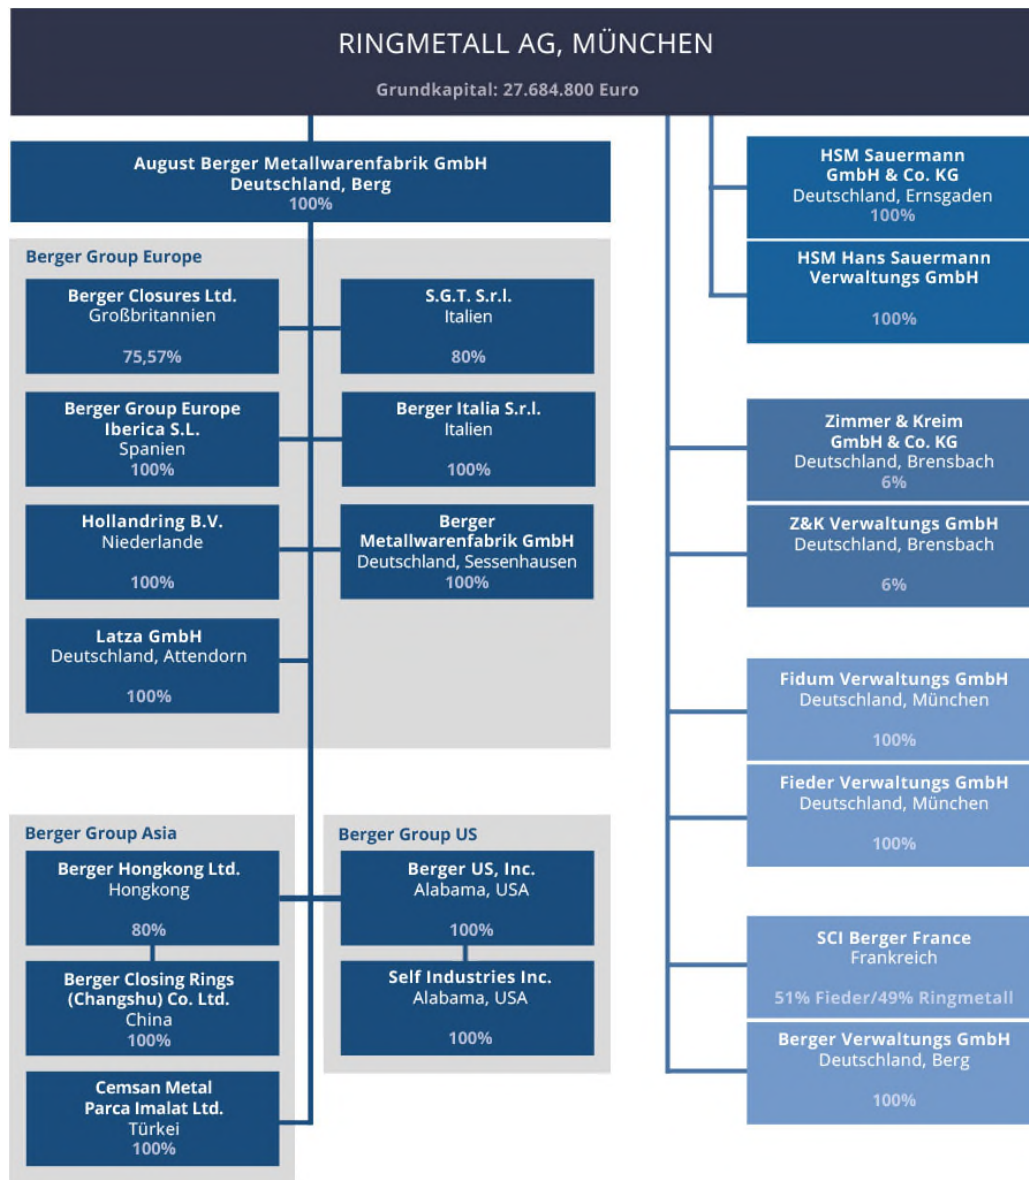 RINGMETALL AG, MÜNCHEN
Grundkapital: 27.684.800 Euro
August Berger Metallwarenfabrik GmbH
Deutschland, Berg
100%
Berger Group Europe
Berger Closures Ltd.
Großbritannien
75,57%
S.G.T. S.r.l.
Italien
80%
Berger Group Europe
Iberica S.L.
Spanien
100%
Berger Italia S.r.l.
Italien
100%
Hollandring B.V.
Niederlande
100%
Berger
Metallwarenfabrik GmbH
Deutschland, Sessenhausen
100%
Latza GmbH
Deutschland, Attendorn
100%
Berger Group Asia
Berger Hongkong Ltd.
Hongkong
80%
Berger Closing Rings
(Changshu) Co. Ltd.
China
100%
Cemsan Metal
Parca Imalat Ltd.
Türkei
100%
Berger Group US
Berger US, Inc.
Alabama, USA
100%
Self Industries Inc.
Alabama, USA
100%
HSM Sauermann
GmbH & Co. KG
Deutschland, Ernsgaden
100%
HSM Hans Sauermann
Verwaltungs GmbH
100%
Zimmer & Kreim
GmbH & Co. KG
Deutschland, Brensbach
6%
Z&K Verwaltungs GmbH
Deutschland, Brensbach
6%
Fidum Verwaltungs GmbH
Deutschland, München
100%
Fieder Verwaltungs GmbH
Deutschland, München
100%
SCI Berger France
Frankreich
51% Fieder/49% Ringmetall
Berger Verwaltungs GmbH
Deutschland, Berg
100%